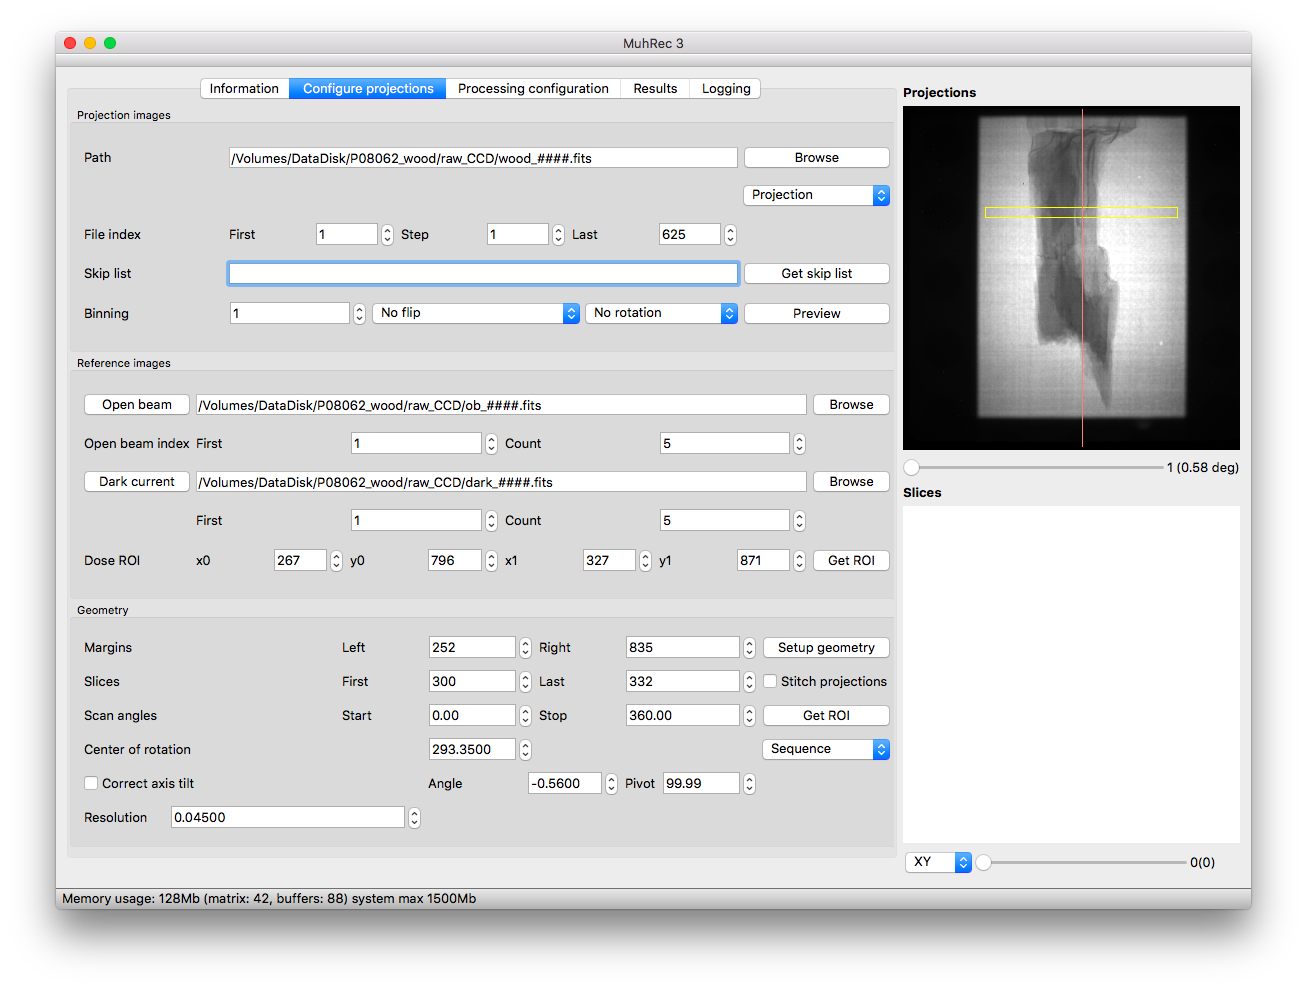 MuhRec 3
Information Configure projections Processing configuration Results Logging
Projection images
Path /Volumes/DataDisk/P08062_wood/raw_CCD/wood_####.fits Browse
Projection
File index First 1 Step 1 Last 625
Skip list Get skip list
Binning 1 No flip No rotation Preview
Reference images
Open beam /Volumes/DataDisk/P08062_wood/raw_CCD/ob_####.fits Browse
Open beam index First 1 Count 5
Dark current /Volumes/DataDisk/P08062_wood/raw_CCD/dark_####.fits Browse
First 1 Count 5
Dose ROI x0 267 y0 796 x1 327 y1 871 Get ROI
Geometry
Margins Left 252 Right 835 Setup geometry
Slices First 300 Last 332 Stitch projections
Scan angles Start 0.00 Stop 360.00 Get ROI
Center of rotation 293.3500 Sequence
Correct axis tilt Angle -0.5600 Pivot 99.99
Resolution 0.04500
Projections
1 (0.58 deg)
Slices
XY 0(0)
Memory usage: 128Mb (matrix: 42, buffers: 88) system max 1500Mb